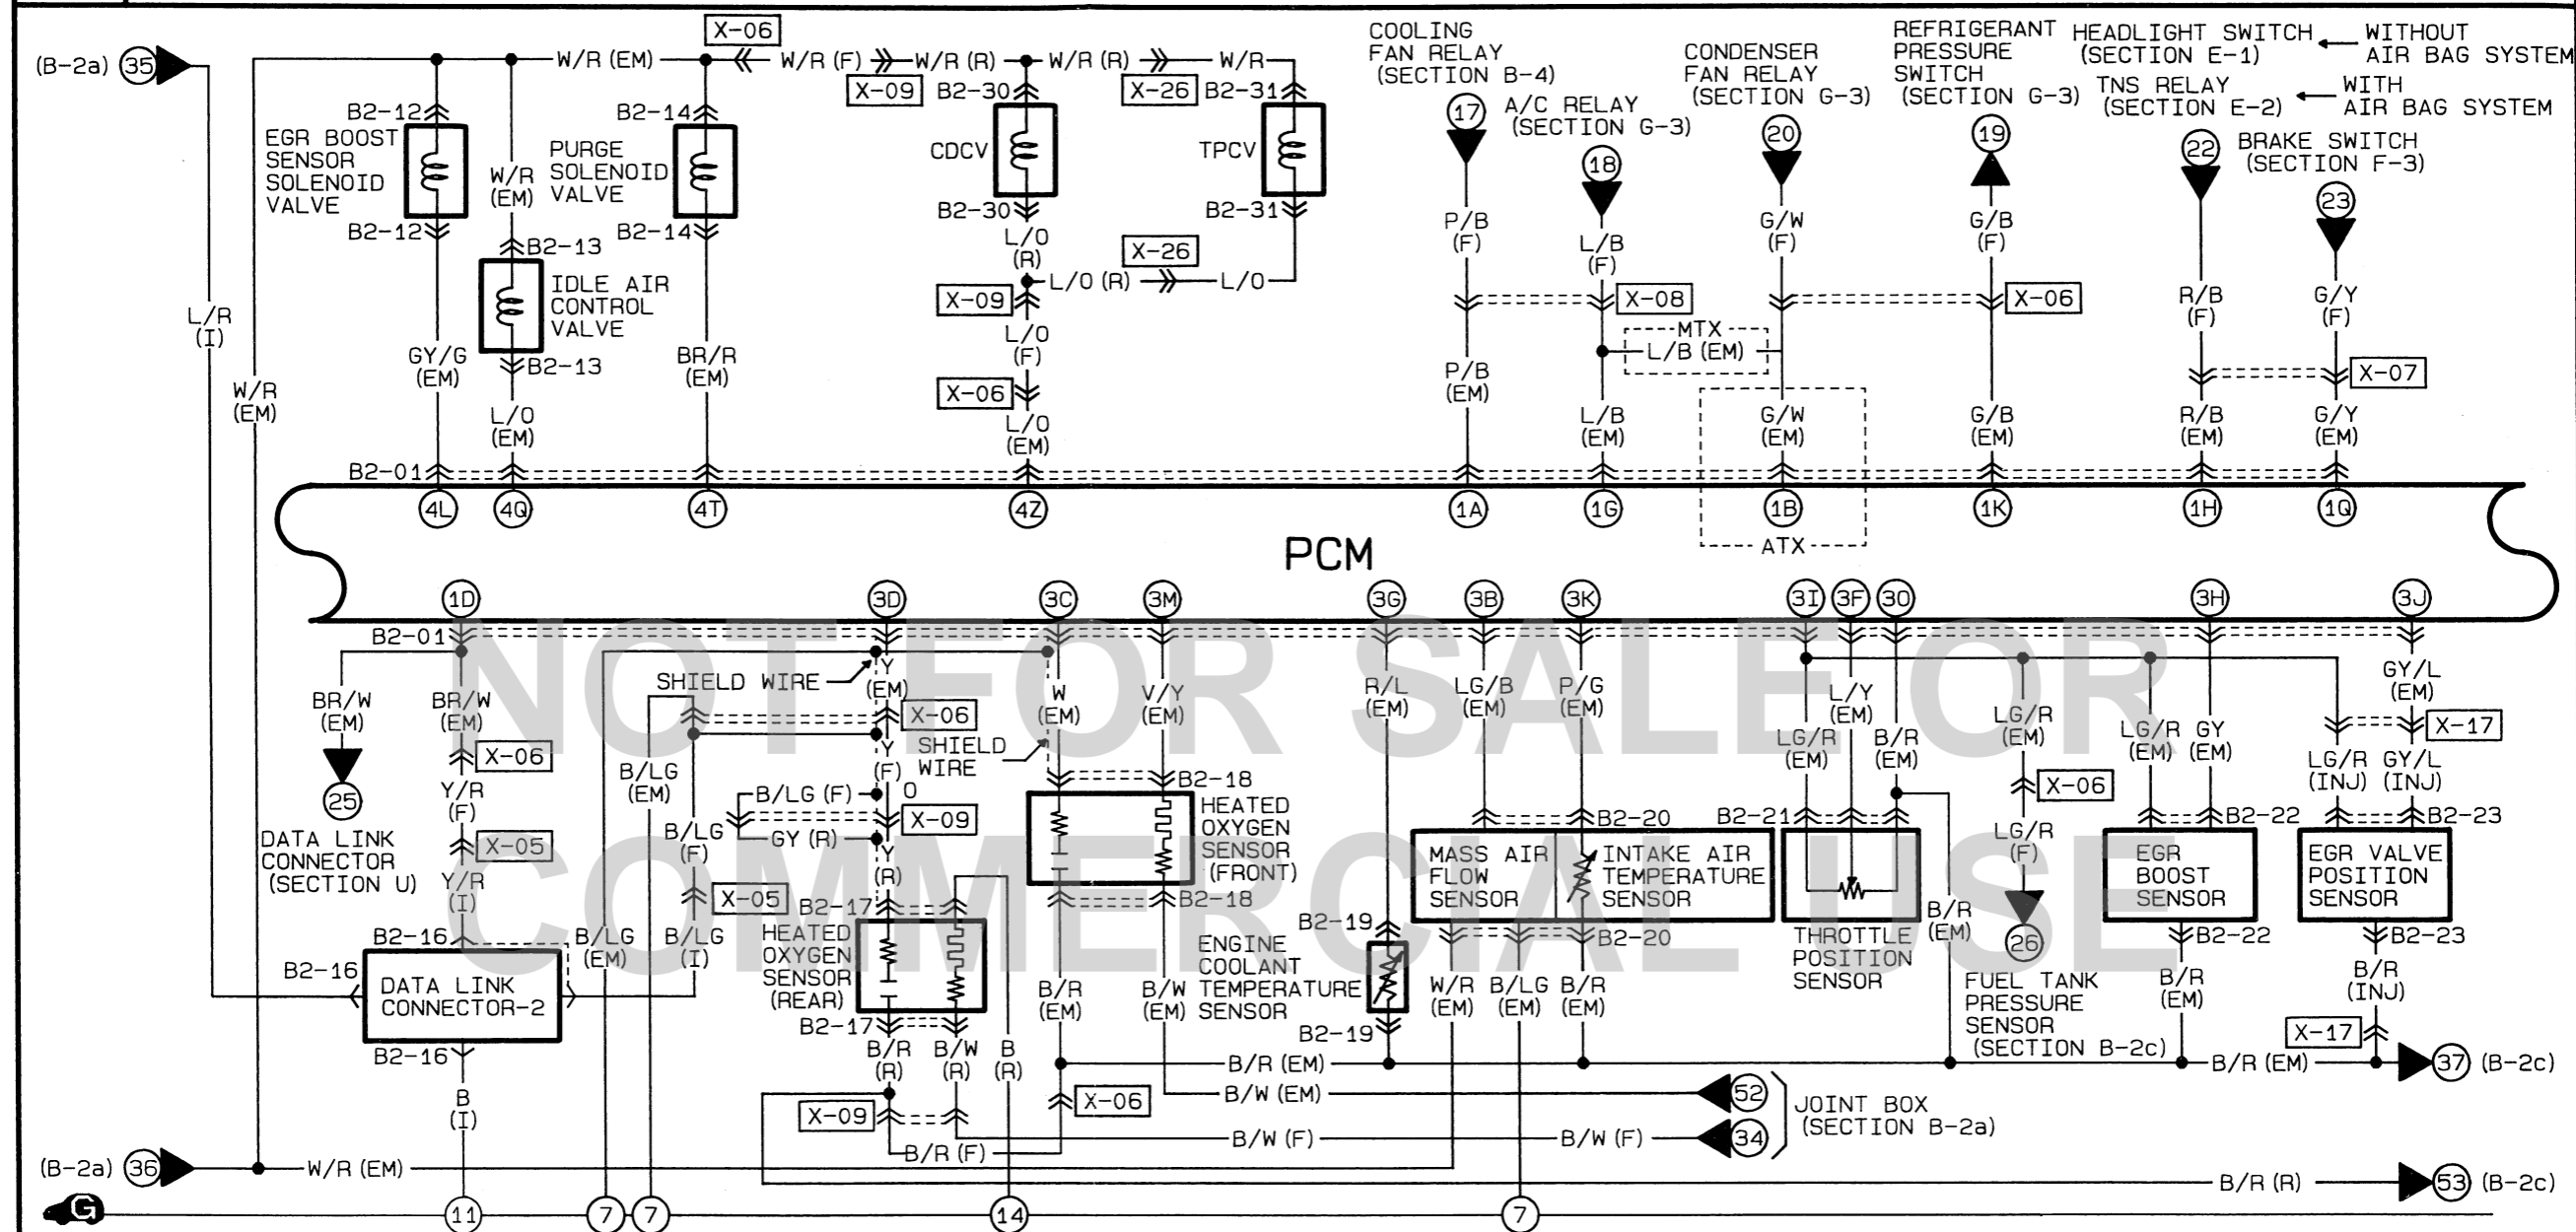 (B-2a) 35
X-06
W/R (EM)
W/R (F)
W/R (R)
W/R (R)
W/R
X-09
B2-30
X-26
B2-31
B2-12
EGR BOOST
SENSOR
SOLENOID
VALVE
B2-12
W/R
(EM)
B2-14
PURGE
SOLENOID
VALVE
B2-14
CDCV
B2-30
TPCV
B2-31
B2-13
IDLE AIR
CONTROL
VALVE
B2-13
L/O
(R)
X-26
L/O (R)
L/O
X-09
L/O
(F)
X-06
L/O
(EM)
COOLING
FAN RELAY
(SECTION B-4)
17
A/C RELAY
(SECTION G-3)
18
CONDENSER
FAN RELAY
(SECTION G-3)
20
REFRIGERANT
PRESSURE
SWITCH
(SECTION G-3)
19
HEADLIGHT SWITCH
(SECTION E-1)
WITHOUT
AIR BAG SYSTEM
TNS RELAY
(SECTION E-2)
WITH
AIR BAG SYSTEM
22
BRAKE SWITCH
(SECTION F-3)
23
P/B
(F)
L/B
(F)
G/W
(F)
G/B
(F)
R/B
(F)
G/Y
(F)
X-08
X-06
MTX
L/B (EM)
X-07
L/R
(I)
W/R
(EM)
GY/G
(EM)
L/O
(EM)
BR/R
(EM)
P/B
(EM)
L/B
(EM)
G/W
(EM)
G/B
(EM)
R/B
(EM)
G/Y
(EM)
B2-01
4L 4Q 4T 4Z 1A 1G 1B 1K 1H 1Q
ATX
PCM
1D 3D 3C 3M 3G 3B 3K 3I 3F 3O 3H 3J
B2-01
NOT FOR SALE OR
COMMERCIAL USE
BR/W
(EM)
BR/W
(EM)
25
DATA LINK
CONNECTOR
(SECTION U)
X-06
Y/R
(F)
X-05
Y/R
(I)
B2-16
B2-16
DATA LINK
CONNECTOR-2
B2-16
B
(I)
SHIELD WIRE
Y
(EM)
X-06
B/LG
(EM)
Y
(F)
O
B/LG (F)
X-09
GY (R)
B/LG
(F)
Y
(R)
X-05
B/LG
(EM)
B/LG
(I)
B2-17
HEATED
OXYGEN
SENSOR
(REAR)
B2-17
B/R
(R)
B/W
(R)
B
(R)
X-09
B/R (F)
SHIELD
WIRE
W
(EM)
V/Y
(EM)
B2-18
HEATED
OXYGEN
SENSOR
(FRONT)
B2-18
B/R
(EM)
B/W
(EM)
X-06
R/L
(EM)
B2-19
ENGINE
COOLANT
TEMPERATURE
SENSOR
B2-19
LG/B
(EM)
P/G
(EM)
B2-20
MASS AIR
FLOW
SENSOR
INTAKE AIR
TEMPERATURE
SENSOR
B2-20
W/R
(EM)
B/LG
(EM)
B/R
(EM)
LG/R
(EM)
L/Y
(EM)
B/R
(EM)
B2-21
THROTTLE
POSITION
SENSOR
B/R
(EM)
LG/R
(EM)
X-06
LG/R
(F)
26
FUEL TANK
PRESSURE
SENSOR
(SECTION B-2c)
LG/R
(EM)
GY
(EM)
B2-22
EGR
BOOST
SENSOR
B2-22
B/R
(EM)
GY/L
(EM)
X-17
LG/R
(INJ)
GY/L
(INJ)
B2-23
EGR VALVE
POSITION
SENSOR
B2-23
B/R
(INJ)
X-17
B/R (EM)
B/R (EM)
37 (B-2c)
B/W (EM)
52
B/W (F)
B/W (F)
34
JOINT BOX
(SECTION B-2a)
(B-2a) 36
W/R (EM)
B/R (R)
53 (B-2c)
G
11 7 7 14 7